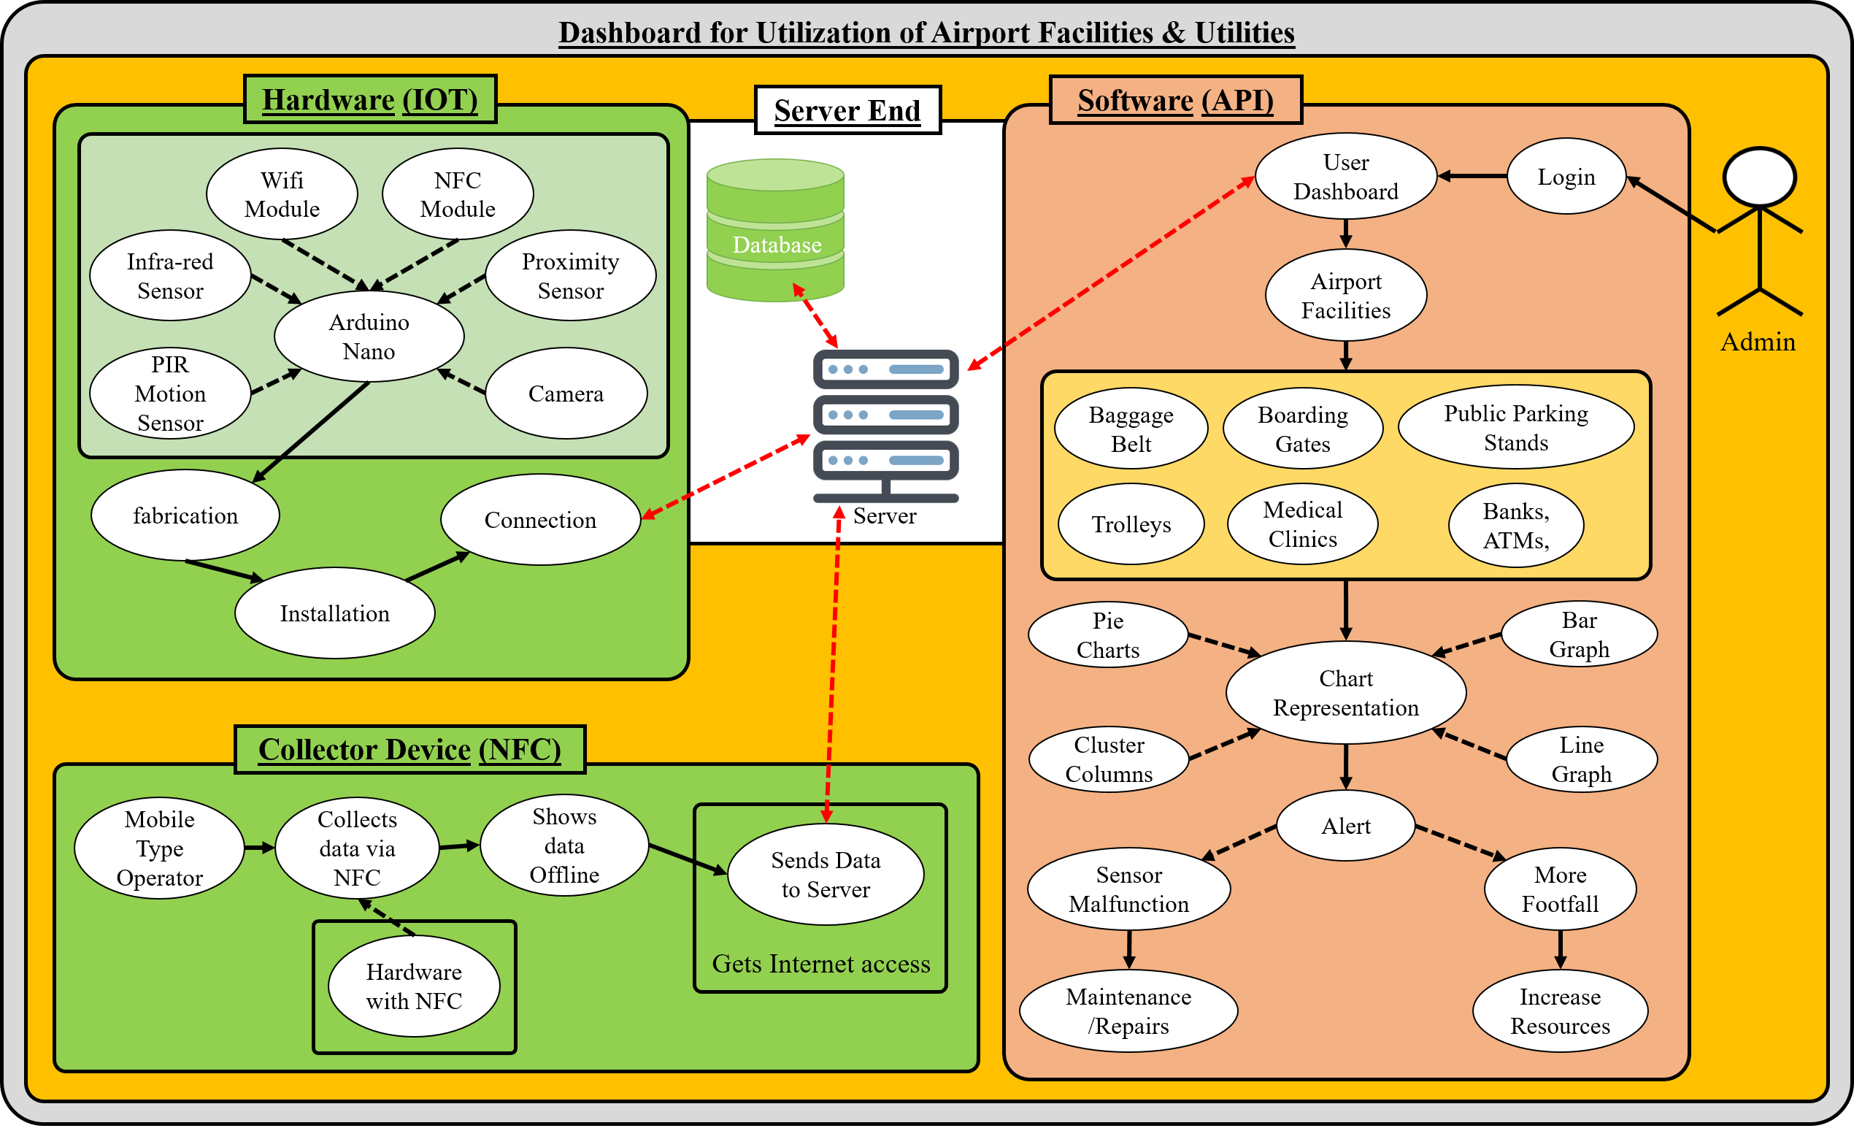 Dashboard for Utilization of Airport Facilities & Utilities
Hardware (IOT)
Wifi
Module
NFC
Module
Infra-red
Sensor
Proximity
Sensor
Arduino
Nano
PIR
Motion
Sensor
Camera
fabrication
Connection
Installation
Server End
Database
Server
Software (API)
User
Dashboard
Login
Admin
Airport
Facilities
Baggage
Belt
Boarding
Gates
Public Parking
Stands
Trolleys
Medical
Clinics
Banks,
ATMs,
Pie
Charts
Bar
Graph
Chart
Representation
Cluster
Columns
Line
Graph
Alert
Sensor
Malfunction
More
Footfall
Maintenance
/Repairs
Increase
Resources
Collector Device (NFC)
Mobile
Type
Operator
Collects
data via
NFC
Shows
data
Offline
Sends Data
to Server
Gets Internet access
Hardware
with NFC